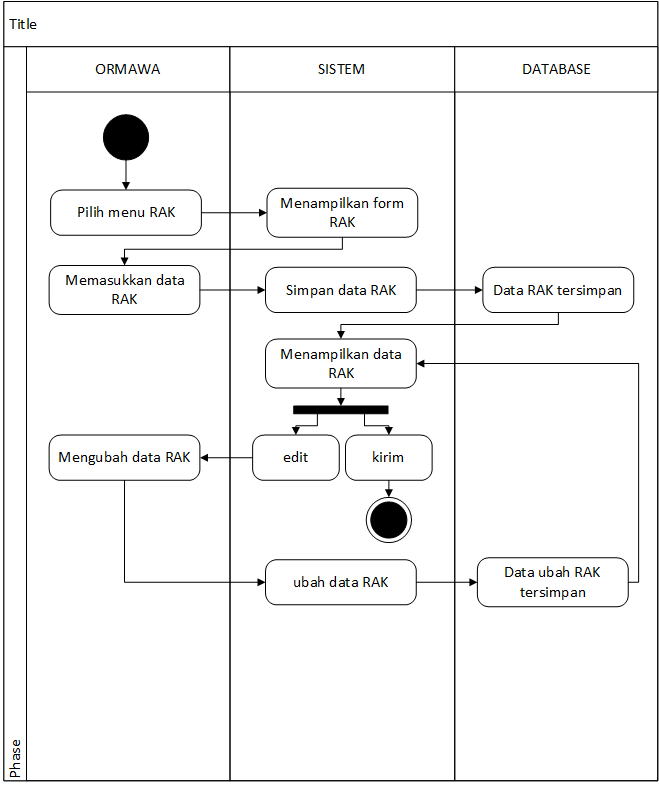 Title
ORMAWA
SISTEM
DATABASE
Pilih menu RAK
Menampilkan form
RAK
Memasukkan data
RAK
Simpan data RAK
Data RAK tersimpan
Menampilkan data
RAK
Mengubah data RAK
edit
kirim
ubah data RAK
Data ubah RAK
tersimpan
Phase